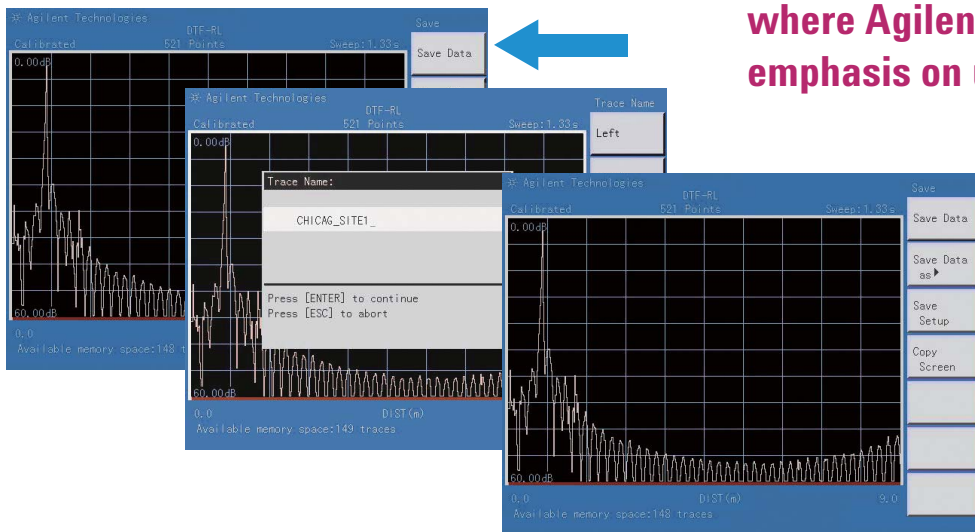 where Agilen
emphasis on
Agilent Technologies
Save
DTF-RL
Calibrated 521 Points Sweep:1.33s
Save Data
0.00dB
60.00dB
0.0
Available memory space:148
Agilent Technologies
Trace Name
DTF-RL
Calibrated 521 Points Sweep:1.33s
Left
0.00dB
Trace Name:
CHICAG_SITE1_
Press [ENTER] to continue
Press [ESC] to abort
60.00dB
0.0 DIST(m)
Available memory space:149 traces
Agilent Technologies
Save
DTF-RL
Calibrated 521 Points Sweep:1.33s
Save Data
0.00dB
Save Data
as
Save
Setup
Copy
Screen
60.00dB
0.0 DIST(m) 9.0
Available memory space:148 traces